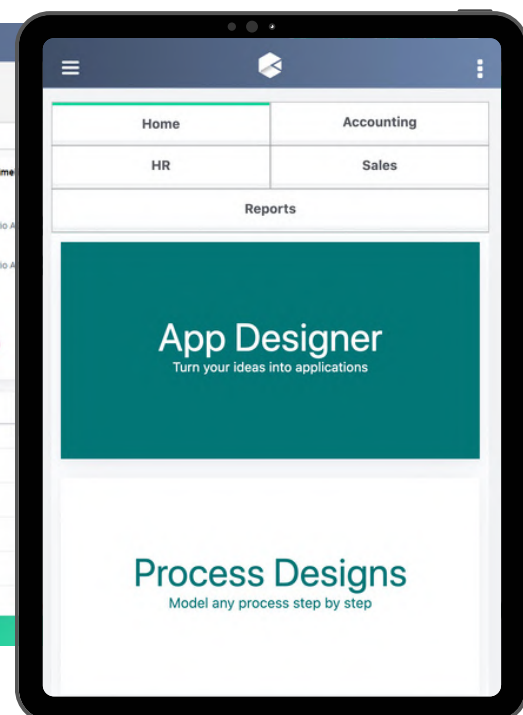 Home
Accounting
HR
Sales
Reports
App Designer
Turn your ideas into applications
Process Designs
Model any process step by step